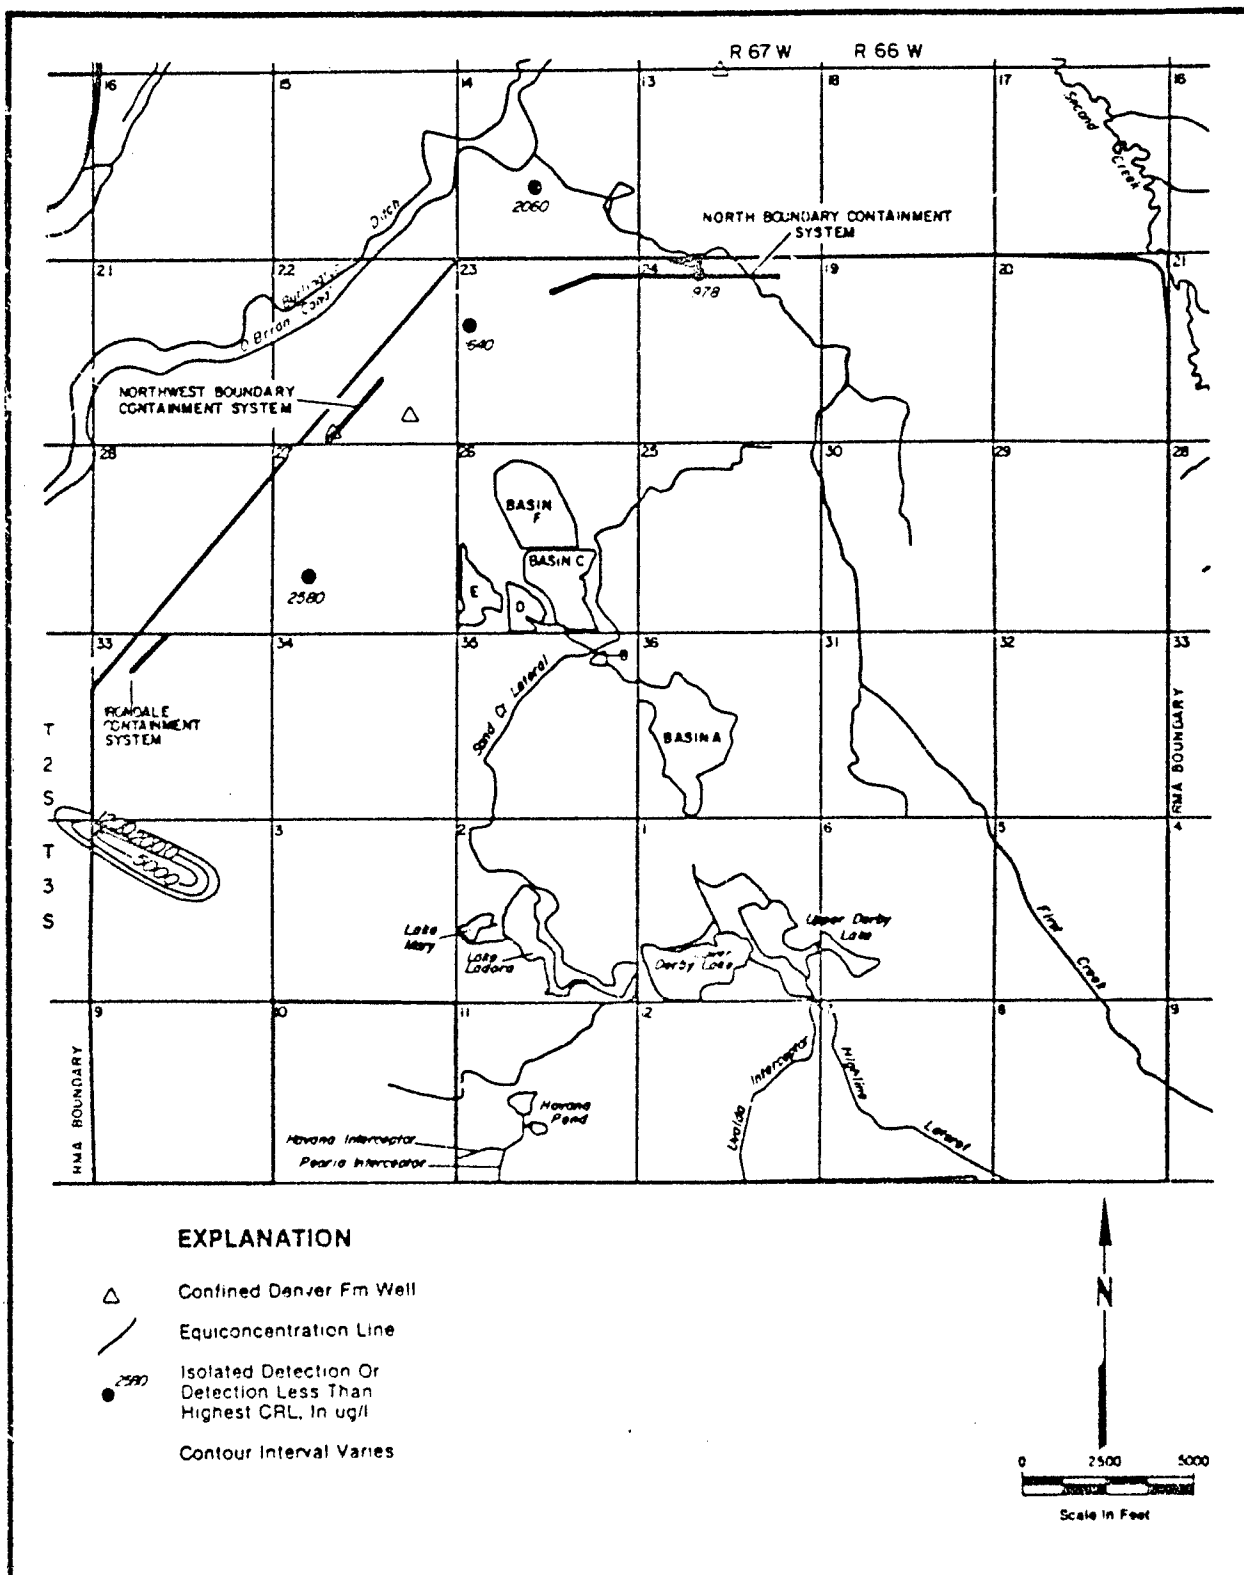 R 67 W R 66 W
16 15 14 13 18 17 16
Second Creek
2060
Ditch
NORTH BOUNDARY CONTAINMENT
SYSTEM
21 22 23 24 19 20 21
O'Brian Canal
978
640
NORTHWEST BOUNDARY
CONTAINMENT SYSTEM
28 27 26 25 30 29 28
BASIN
F
BASIN C
E
D
2580
33 34 35 36 31 32 33
B
Sand Cr Lateral
IRONDALE
CONTAINMENT
SYSTEM
BASIN A
RMA BOUNDARY
T
2
S
3 2 1 6 5 4
5000
T
3
S
Lake
Mary
Lake
Ladora
Upper Derby
Lake
Lower
Derby Lake
First Creek
9 10 11 12 7 8 9
RMA BOUNDARY
Uvalda Interceptor
Highline Lateral
Havana
Pond
Havana Interceptor
Peoria Interceptor
EXPLANATION
Confined Denver Fm Well
Equiconcentration Line
2580
Isolated Detection Or
Detection Less Than
Highest CRL, In ug/l
Contour Interval Varies
N
0 2500 5000
Scale In Feet